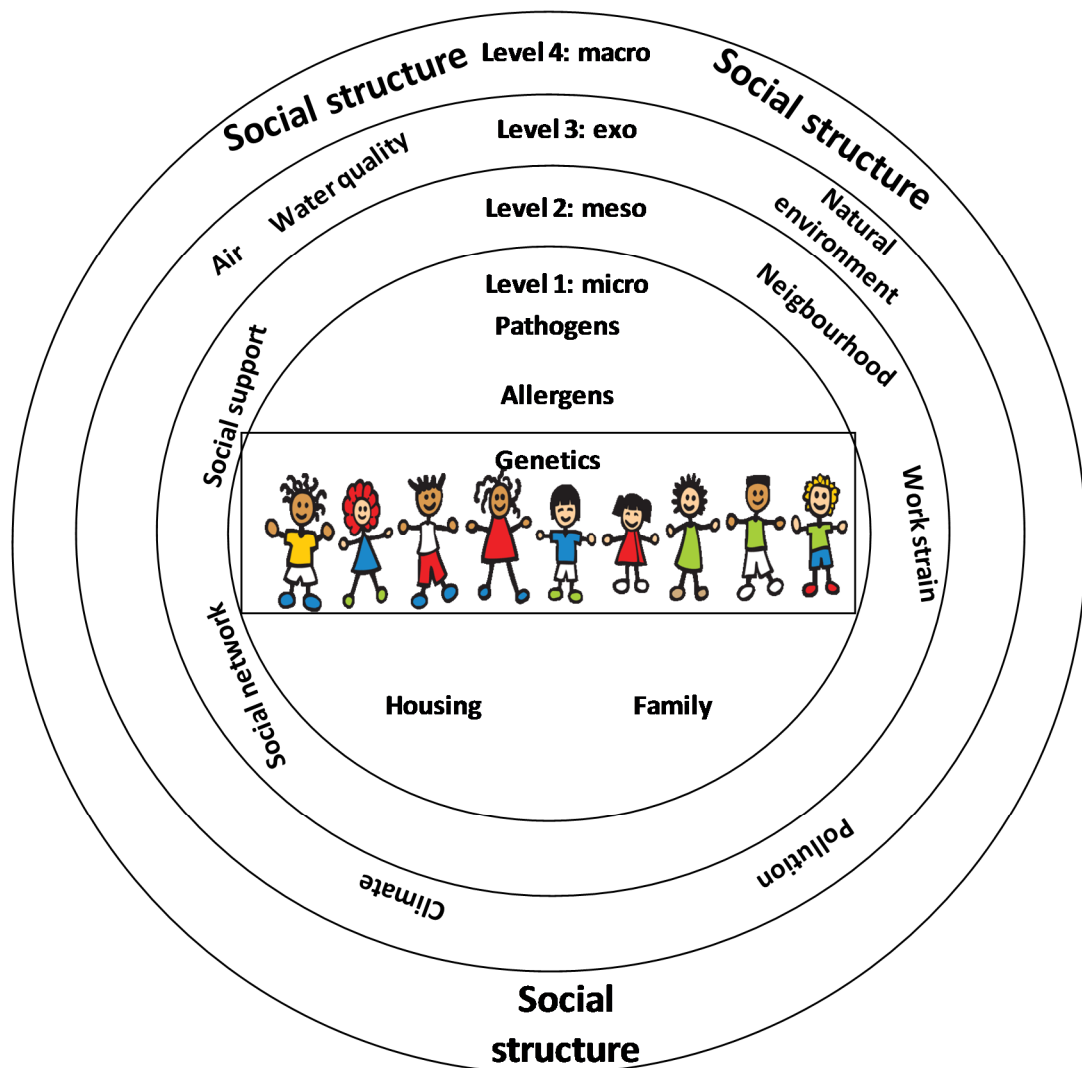 Level 4: macro
Social structure
Social structure
Level 3: exo
Water quality
Air
Natural
environment
Level 2: meso
Neigbourhood
Social support
Work strain
Social network
Level 1: micro
Pathogens
Allergens
Genetics
Housing
Family
Pollution
Climate
Social
structure